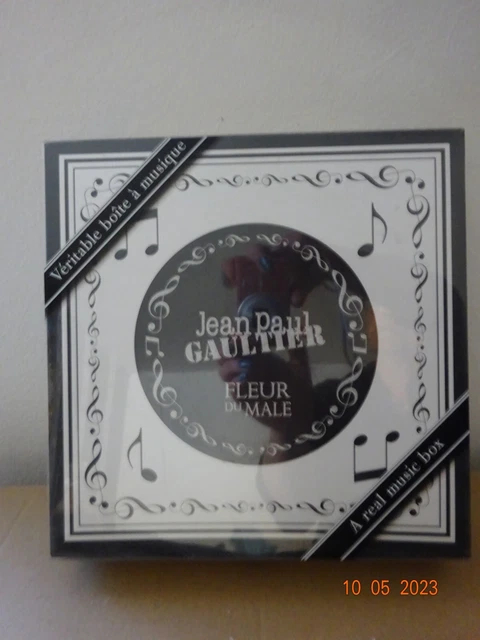 Véritable boîte à musique
Jean Paul
GAULTIER
FLEUR
DU MALE
A real music box
10 05 2023